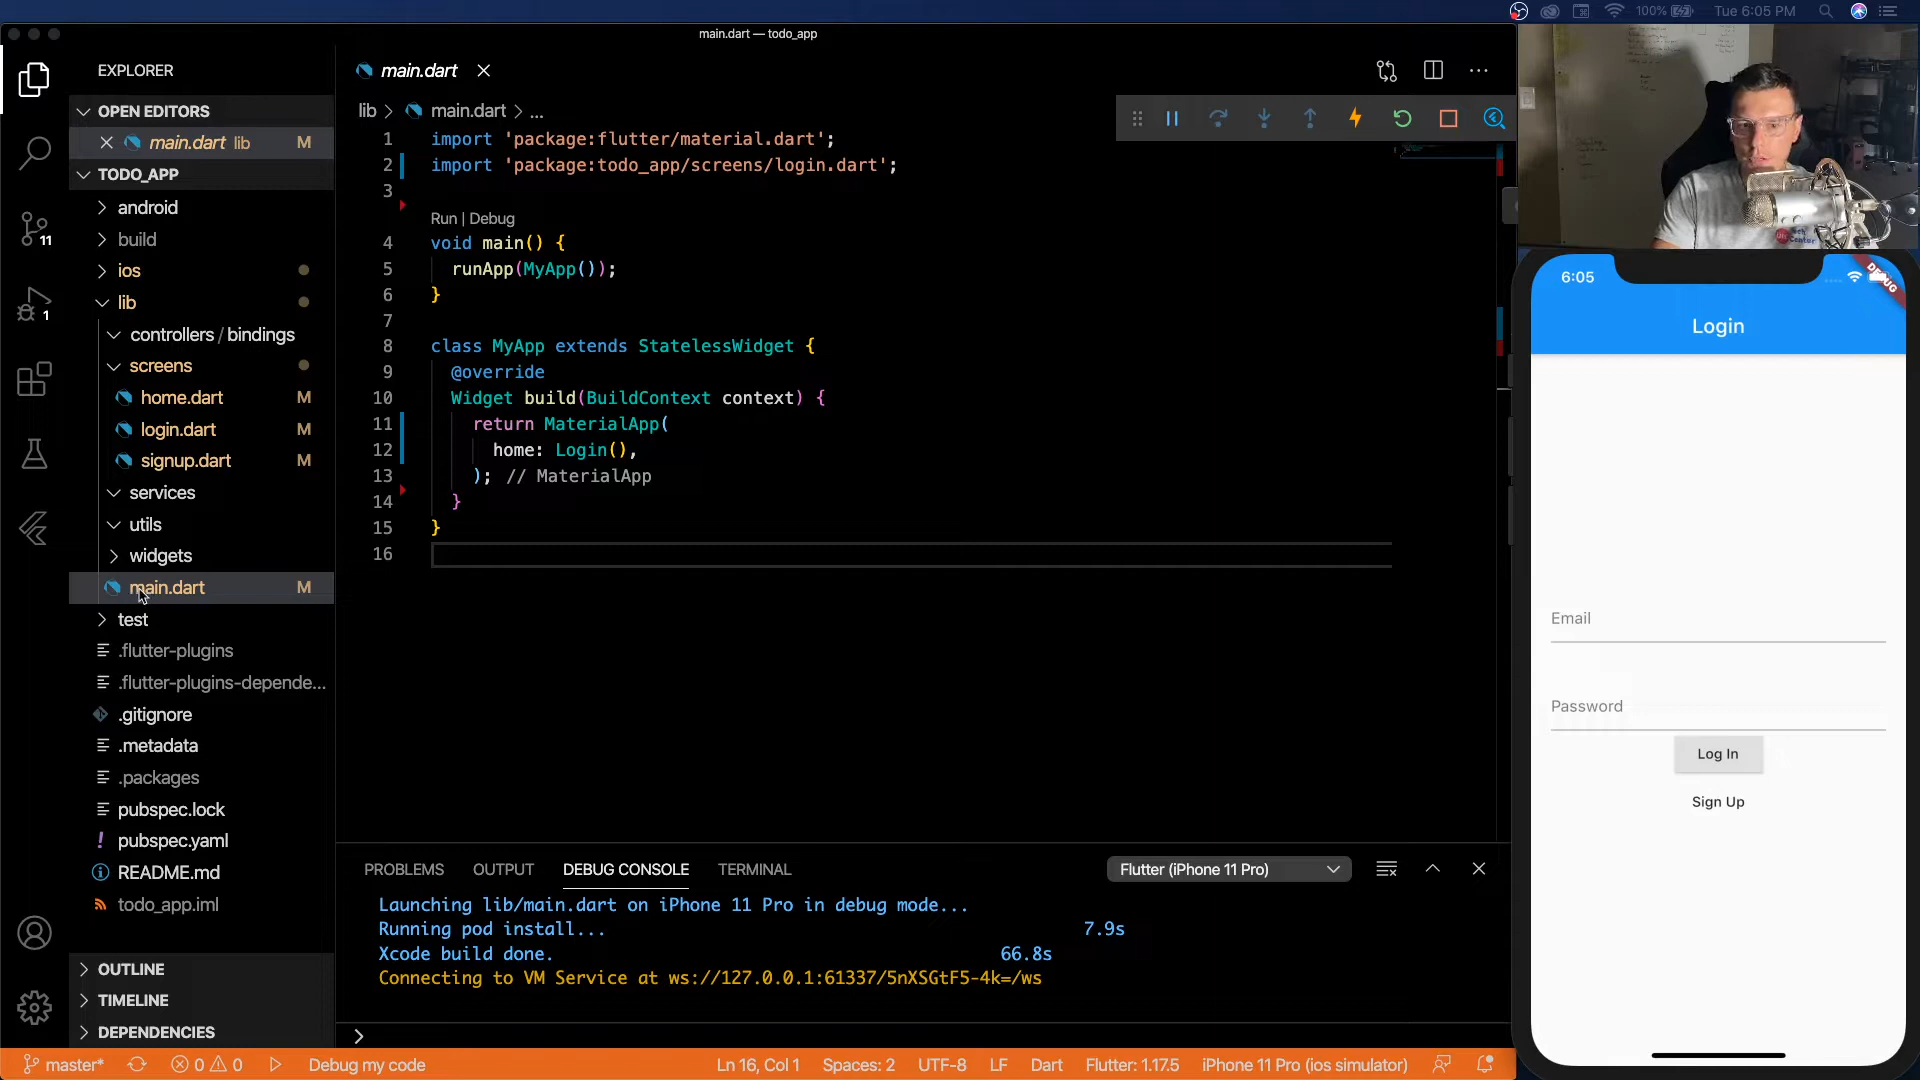 100%
Tue 6:05 PM
main.dart — todo_app
EXPLORER
OPEN EDITORS
main.dart lib M
TODO_APP
android
build
ios
lib
controllers / bindings
screens
home.dart M
login.dart M
signup.dart M
services
utils
widgets
main.dart M
test
.flutter-plugins
.flutter-plugins-depende...
.gitignore
.metadata
.packages
pubspec.lock
pubspec.yaml
README.md
todo_app.iml
OUTLINE
TIMELINE
DEPENDENCIES
11
1
main.dart
lib > main.dart > ...
1 import 'package:flutter/material.dart';
2 import 'package:todo_app/screens/login.dart';
3
Run | Debug
4 void main() {
5 runApp(MyApp());
6 }
7
8 class MyApp extends StatelessWidget {
9 @override
10 Widget build(BuildContext context) {
11 return MaterialApp(
12 home: Login(),
13 ); // MaterialApp
14 }
15 }
16
PROBLEMS OUTPUT DEBUG CONSOLE TERMINAL
Flutter (iPhone 11 Pro)
Launching lib/main.dart on iPhone 11 Pro in debug mode...
Running pod install... 7.9s
Xcode build done. 66.8s
Connecting to VM Service at ws://127.0.0.1:61337/5nXSGtF5-4k=/ws
master* 0 0 Debug my code Ln 16, Col 1 Spaces: 2 UTF-8 LF Dart Flutter: 1.17.5 iPhone 11 Pro (ios simulator)
6:05
DEBUG
Login
Email
Password
Log In
Sign Up